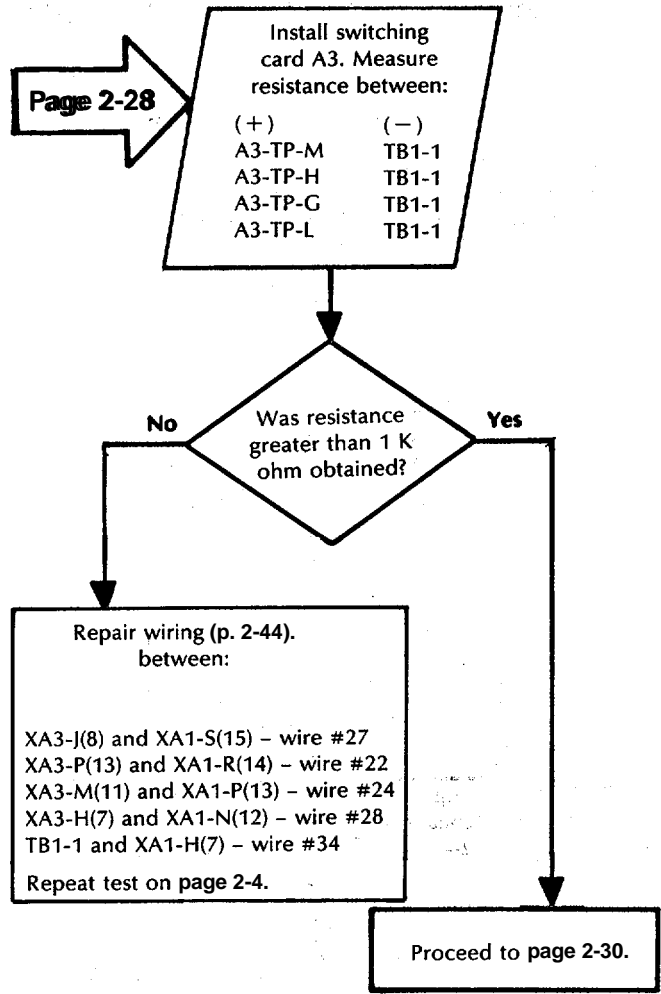 Page 2-28
Install switching
card A3. Measure
resistance between:
(+) (−)
A3-TP-M TB1-1
A3-TP-H TB1-1
A3-TP-G TB1-1
A3-TP-L TB1-1
Was resistance
greater than 1 K
ohm obtained?
No
Yes
Repair wiring (p. 2-44).
between:
XA3-J(8) and XA1-S(15) – wire #27
XA3-P(13) and XA1-R(14) – wire #22
XA3-M(11) and XA1-P(13) – wire #24
XA3-H(7) and XA1-N(12) – wire #28
TB1-1 and XA1-H(7) – wire #34
Repeat test on page 2-4.
Proceed to page 2-30.